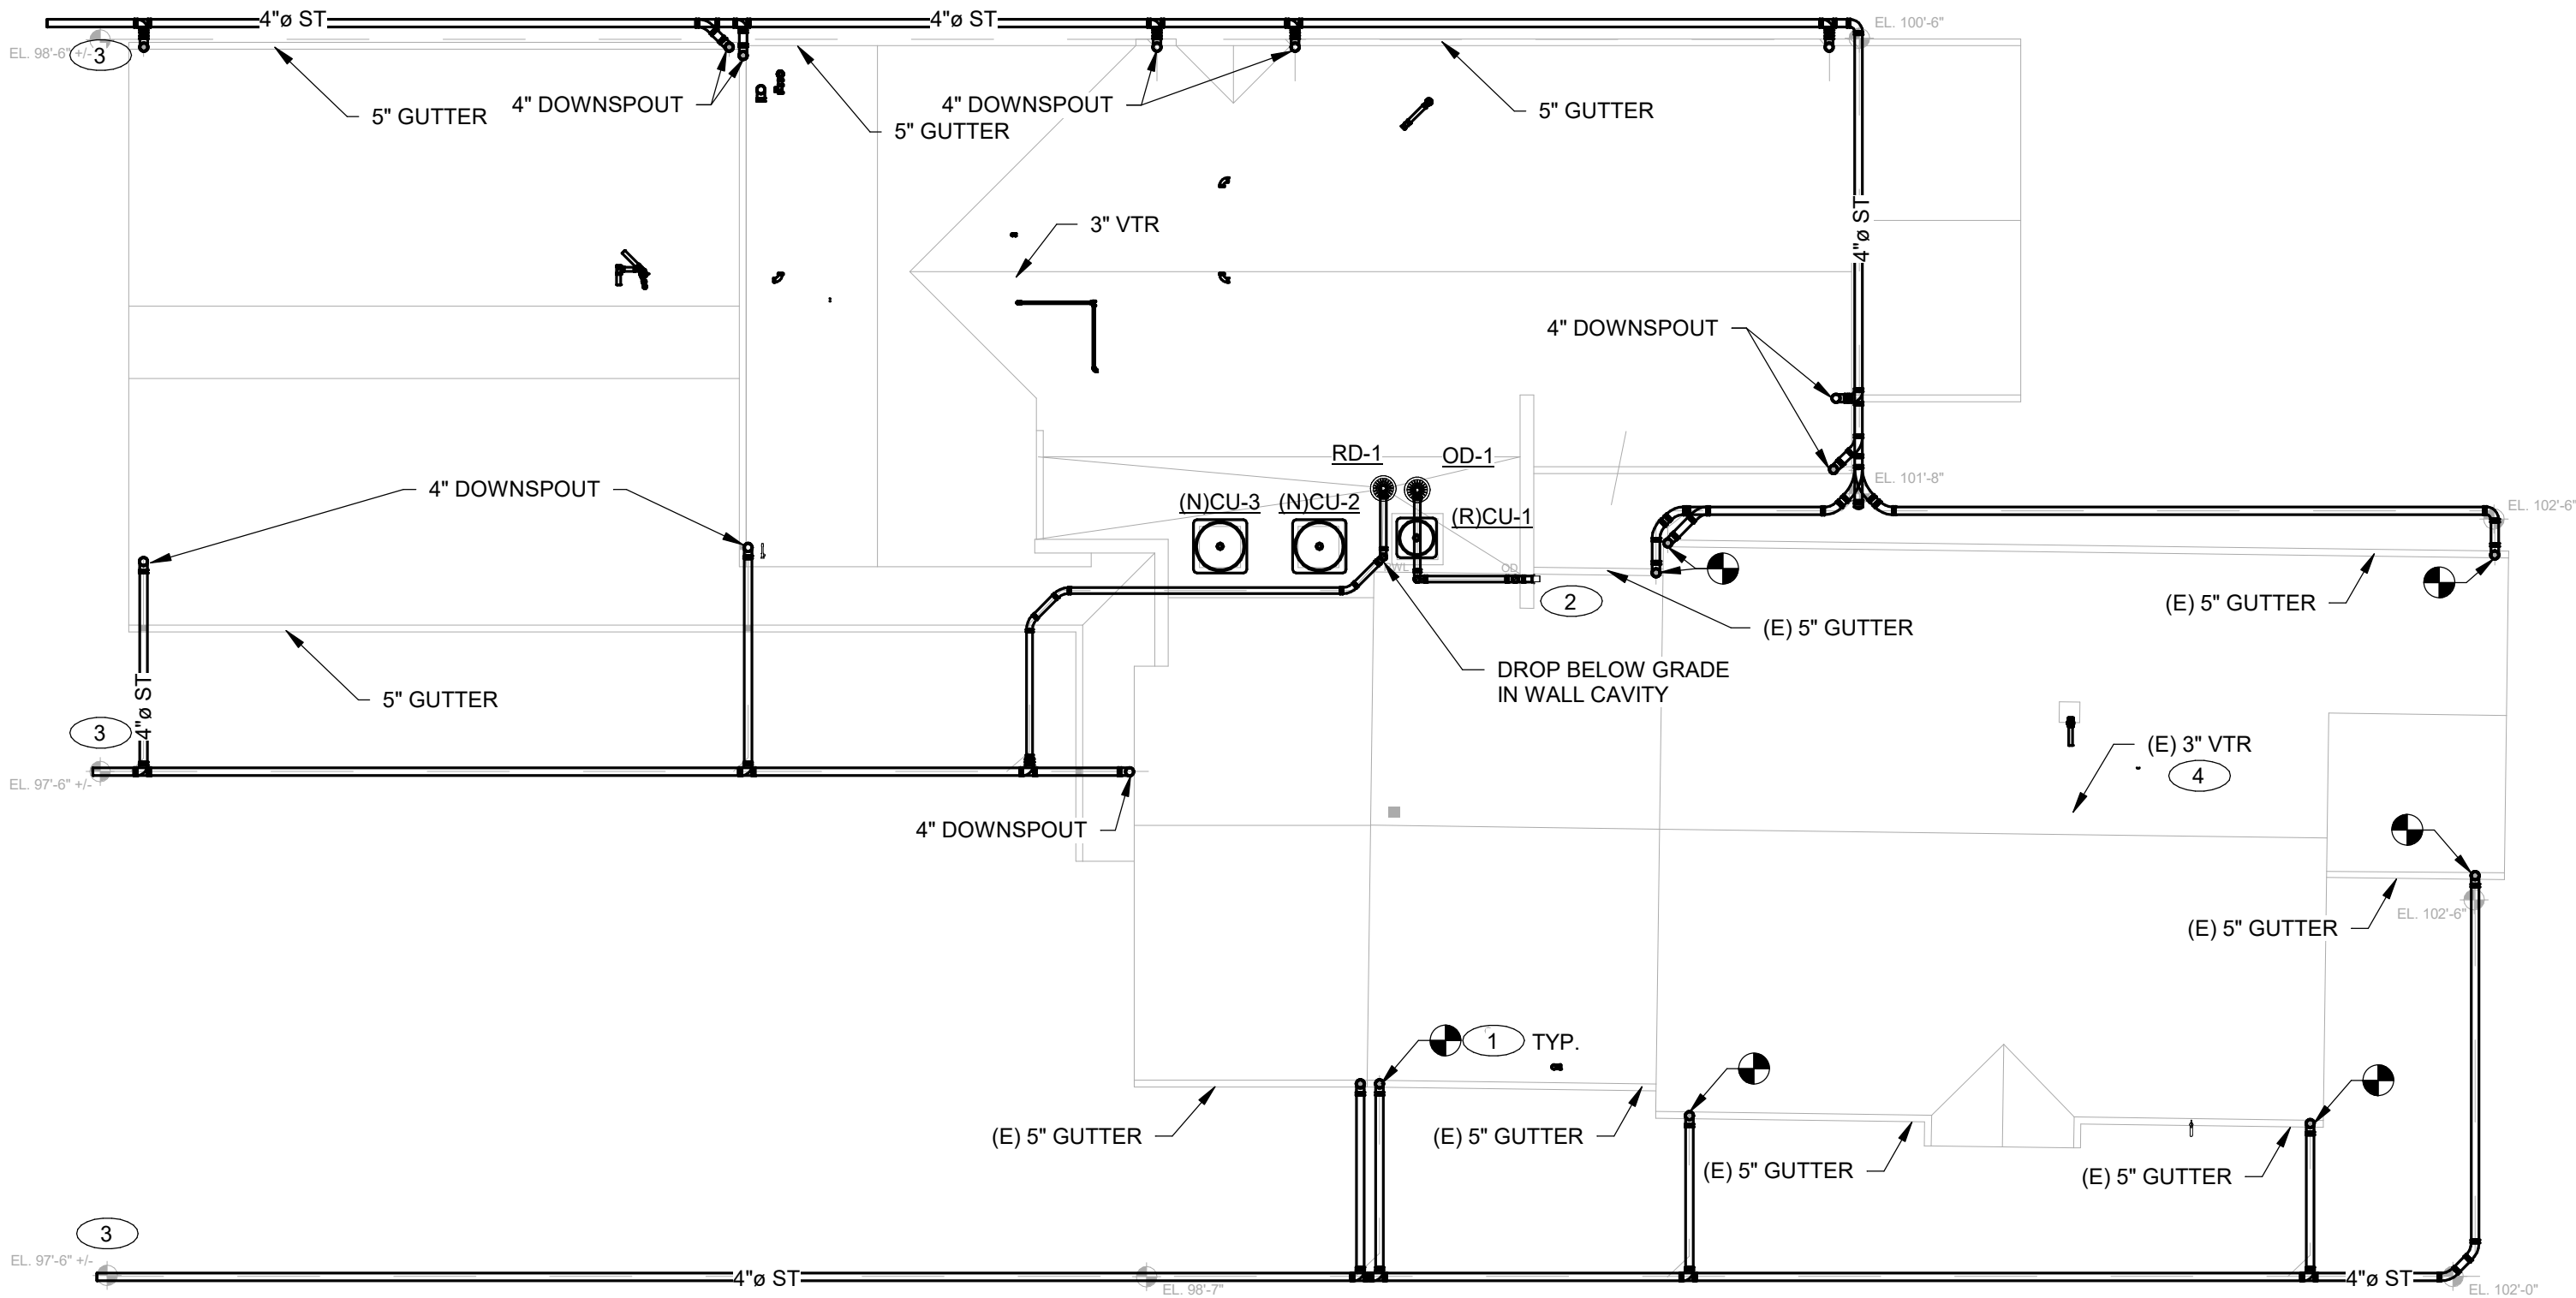 4"ø ST
4"ø ST
EL. 100'-6"
EL. 98'-6" +/-
3
5" GUTTER
4" DOWNSPOUT
5" GUTTER
4" DOWNSPOUT
5" GUTTER
3" VTR
4"ø ST
4" DOWNSPOUT
RD-1
OD-1
EL. 101'-8"
4" DOWNSPOUT
(N)CU-3
(N)CU-2
(R)CU-1
EL. 102'-6"
OD
2
(E) 5" GUTTER
(E) 5" GUTTER
DROP BELOW GRADE
IN WALL CAVITY
5" GUTTER
4"ø ST
3
EL. 97'-6" +/-
(E) 3" VTR
4
4" DOWNSPOUT
EL. 102'-6"
(E) 5" GUTTER
1
TYP.
(E) 5" GUTTER
(E) 5" GUTTER
(E) 5" GUTTER
(E) 5" GUTTER
3
EL. 97'-6" +/-
4"ø ST
EL. 98'-7"
4"ø ST
EL. 102'-0"